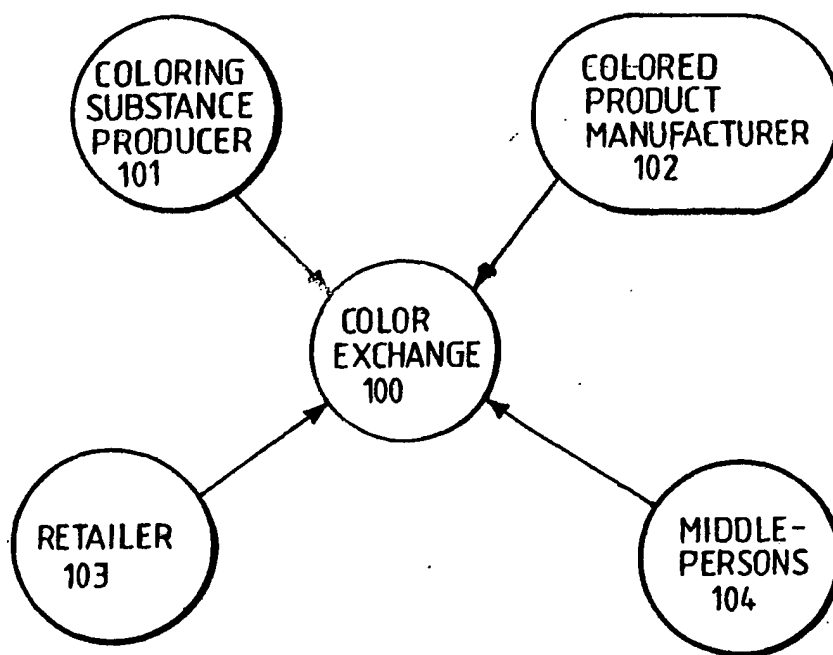 COLORING
SUBSTANCE
PRODUCER
101
COLORED
PRODUCT
MANUFACTURER
102
COLOR
EXCHANGE
100
RETAILER
103
MIDDLE-
PERSONS
104